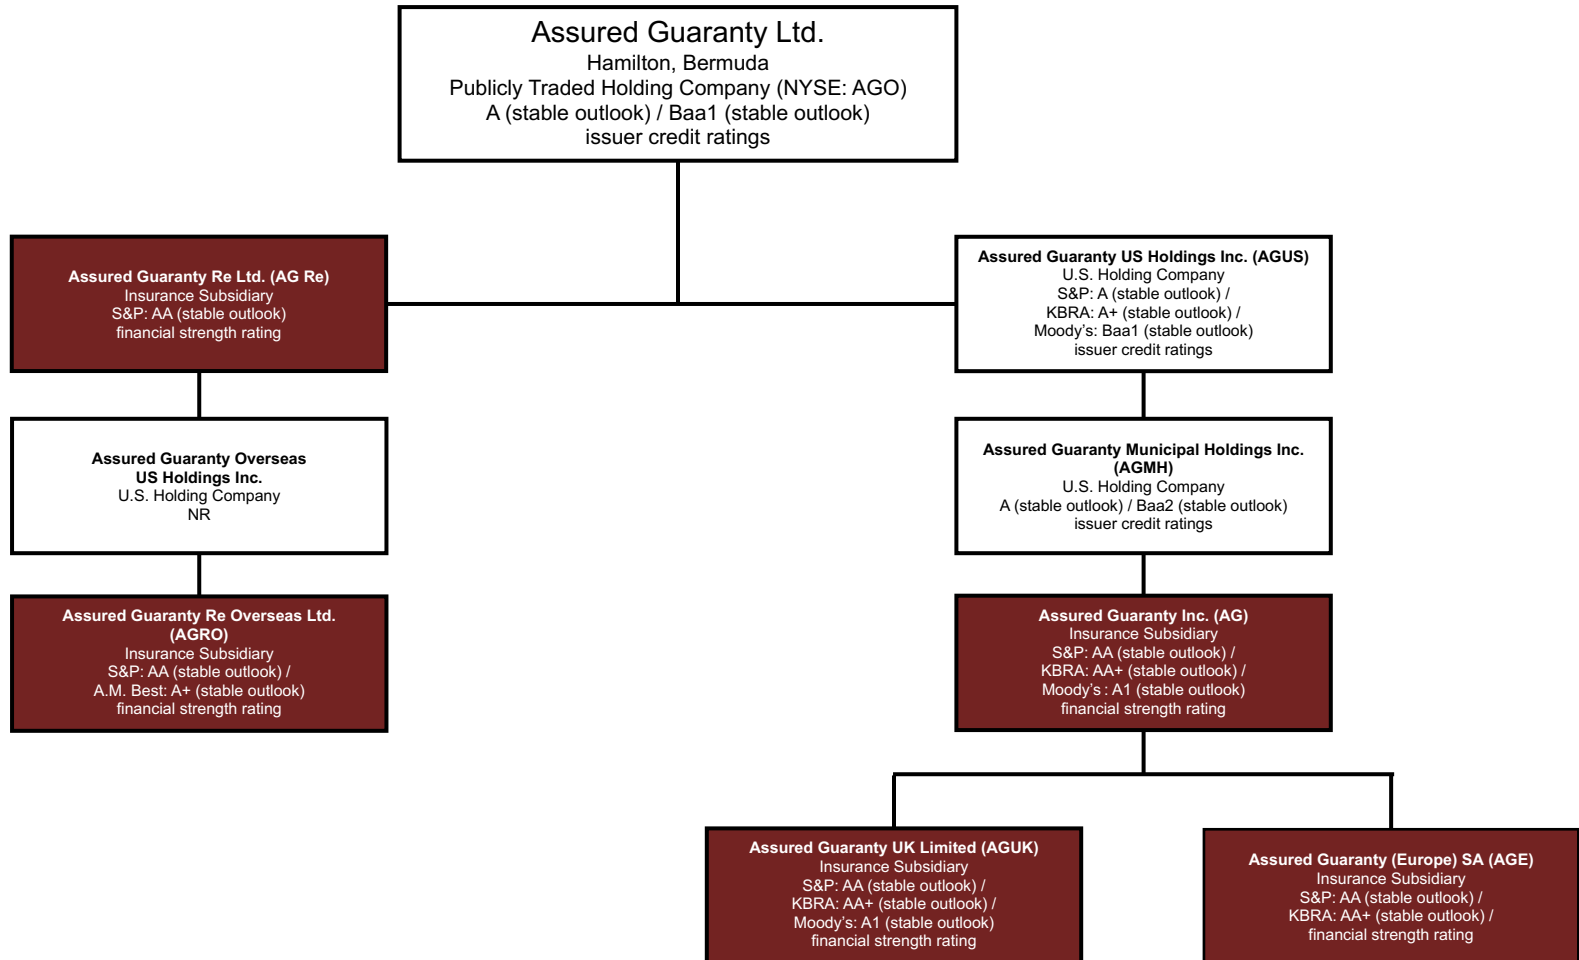 Assured Guaranty Ltd.
Hamilton, Bermuda
Publicly Traded Holding Company (NYSE: AGO)
A (stable outlook) / Baa1 (stable outlook)
issuer credit ratings
Assured Guaranty Re Ltd. (AG Re)
Insurance Subsidiary
S&P: AA (stable outlook)
financial strength rating
Assured Guaranty US Holdings Inc. (AGUS)
U.S. Holding Company
S&P: A (stable outlook) /
KBRA: A+ (stable outlook) /
Moody’s: Baa1 (stable outlook)
issuer credit ratings
Assured Guaranty Overseas
US Holdings Inc.
U.S. Holding Company
NR
Assured Guaranty Municipal Holdings Inc.
(AGMH)
U.S. Holding Company
A (stable outlook) / Baa2 (stable outlook)
issuer credit ratings
Assured Guaranty Re Overseas Ltd.
(AGRO)
Insurance Subsidiary
S&P: AA (stable outlook) /
A.M. Best: A+ (stable outlook)
financial strength rating
Assured Guaranty Inc. (AG)
Insurance Subsidiary
S&P: AA (stable outlook) /
KBRA: AA+ (stable outlook) /
Moody’s : A1 (stable outlook)
financial strength rating
Assured Guaranty UK Limited (AGUK)
Insurance Subsidiary
S&P: AA (stable outlook) /
KBRA: AA+ (stable outlook) /
Moody’s: A1 (stable outlook)
financial strength rating
Assured Guaranty (Europe) SA (AGE)
Insurance Subsidiary
S&P: AA (stable outlook) /
KBRA: AA+ (stable outlook) /
financial strength rating